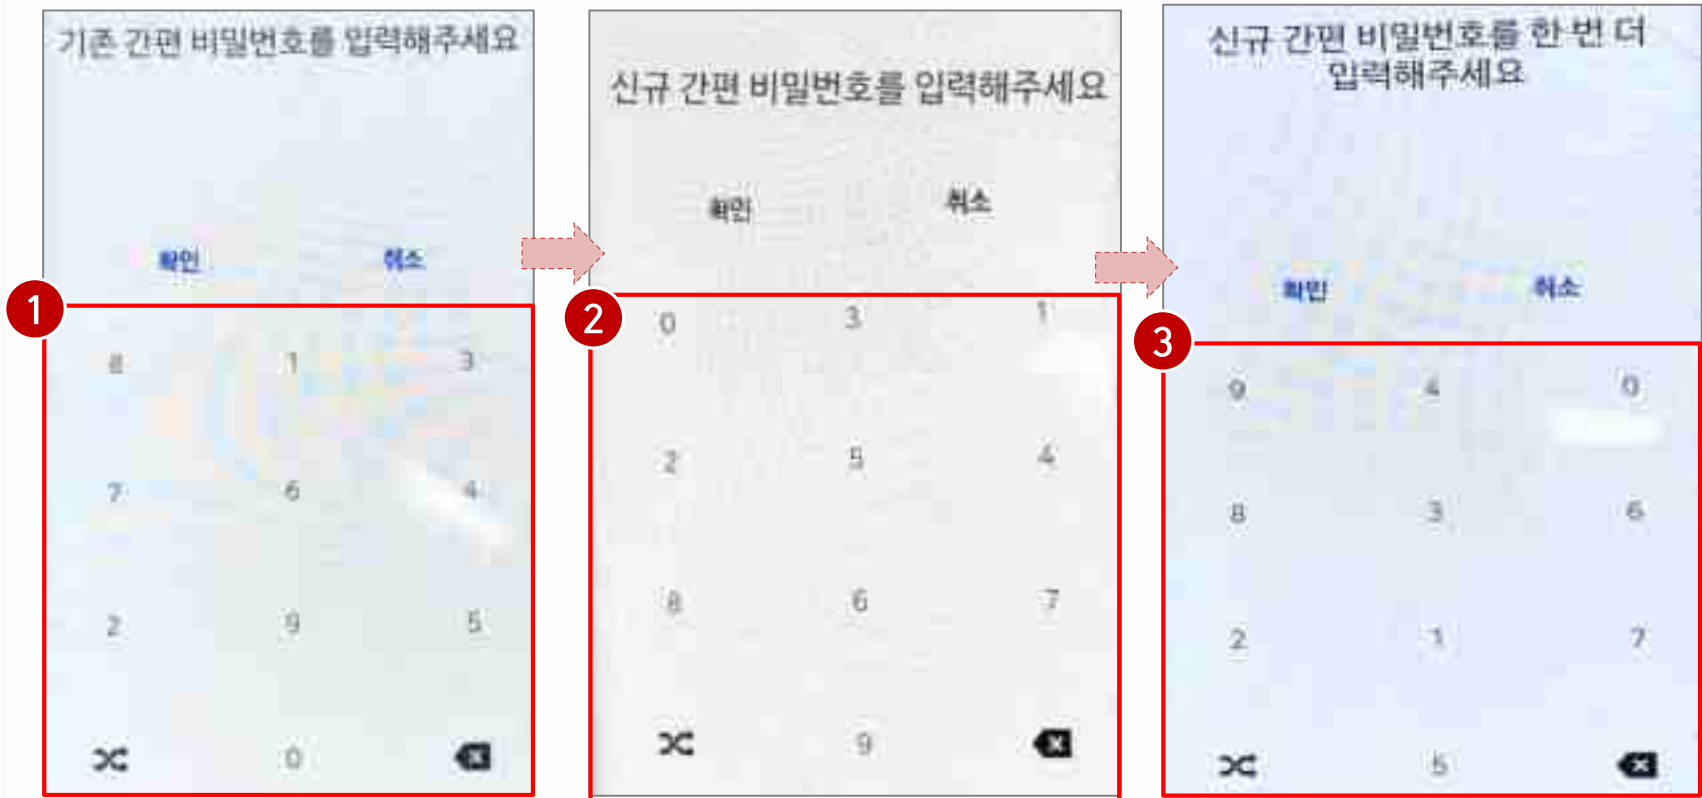 기존 간편 비밀번호를 입력해주세요
확인 취소
1
8 1 3
7 6 4
2 9 5
0
신규 간편 비밀번호를 입력해주세요
확인 취소
2
0 3 1
2 5 4
8 6 7
9
신규 간편 비밀번호를 한 번 더
입력해주세요
확인 취소
3
9 4 0
8 3 6
2 1 7
5